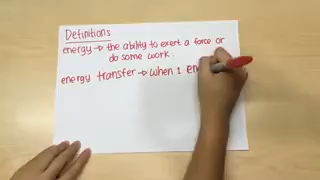 Definitions
energy → the ability to exert a force or
do some work.
energy transfer → when 1 en